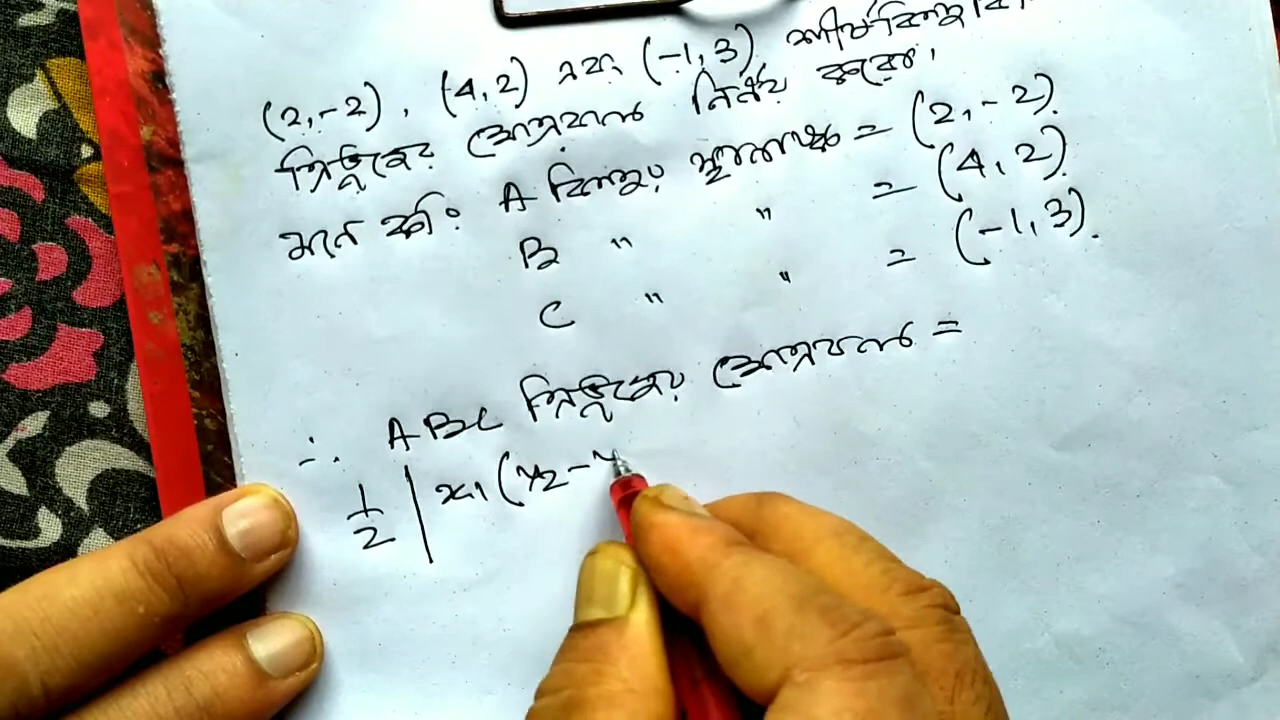 (2,-2), (4,2) এবং (-1,3) শীর্ষবিন্দু
ত্রিভুজের ক্ষেত্রফল নির্ণয় করো।
মনে করি: A বিন্দুর স্থানাঙ্ক = (2,-2).
B " " = (4,2).
C " " = (-1,3).
∴ ABC ত্রিভুজের ক্ষেত্রফল =
1/2 | x₁ (y₂-y